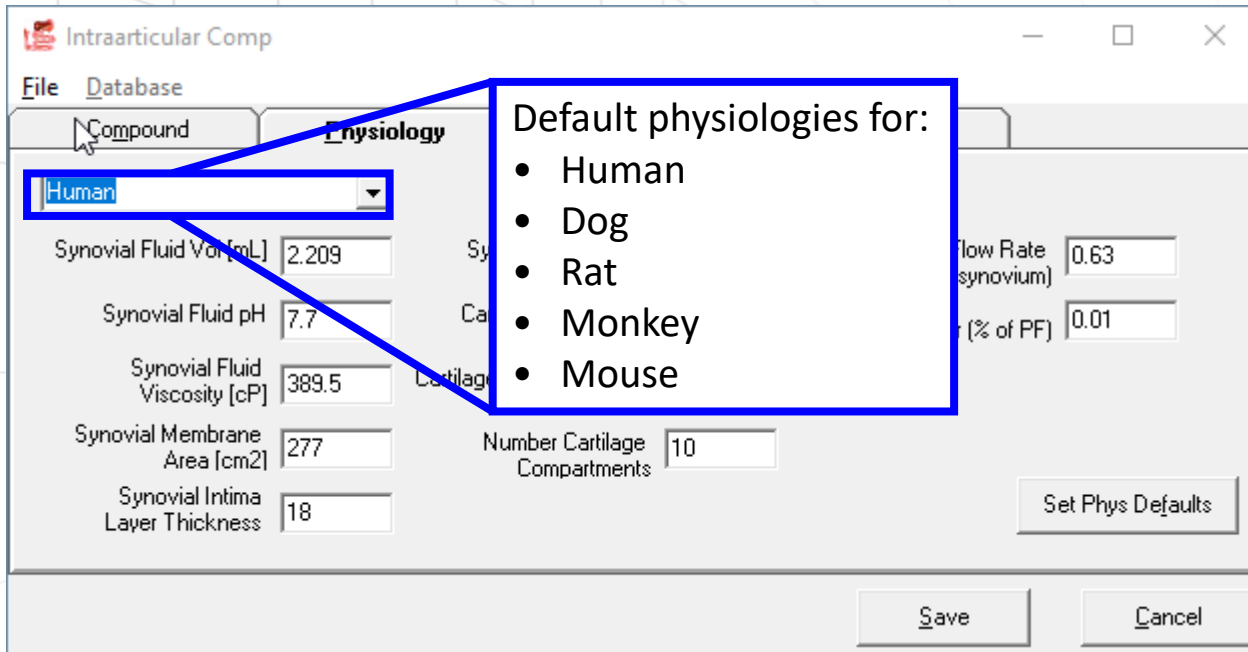 Intraarticular Comp
File Database
Compound
Physiology
Human
Default physiologies for:
• Human
• Dog
• Rat
• Monkey
• Mouse
Synovial Fluid Vol [mL] 2.209
Synovial Fluid pH 7.7
Synovial Fluid
Viscosity [cP] 389.5
Synovial Membrane
Area [cm2] 277
Synovial Intima
Layer Thickness 18
Number Cartilage
Compartments 10
Flow Rate
synovium) 0.63
(% of PF) 0.01
Set Phys Defaults
Save
Cancel